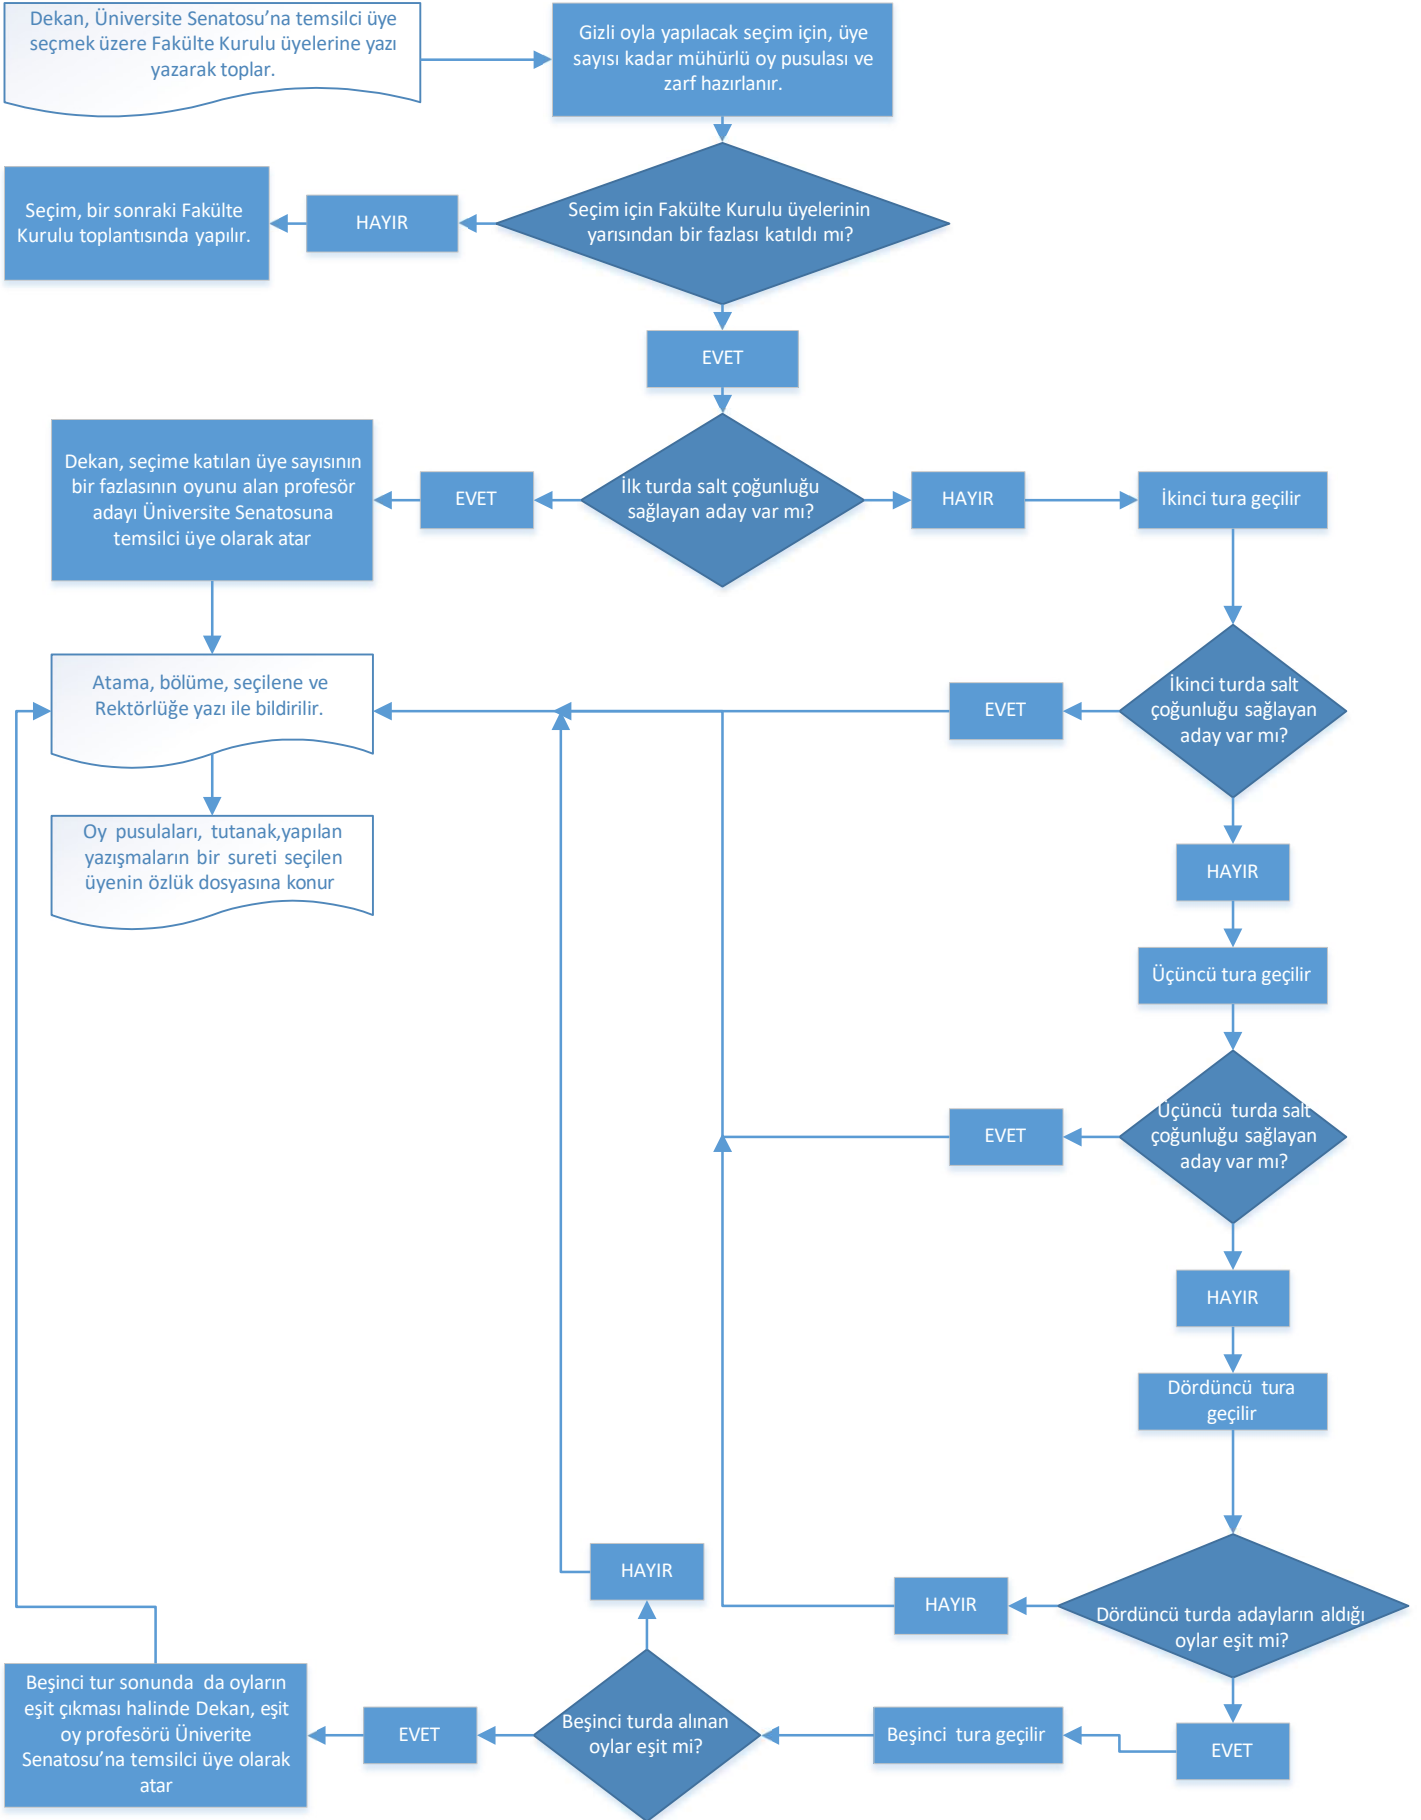 Dekan, Üniversite Senatosu’na temsilci üye
seçmek üzere Fakülte Kurulu üyelerine yazı
yazarak toplar.
Gizli oyla yapılacak seçim için, üye
sayısı kadar mühürlü oy pusulası ve
zarf hazırlanır.
Seçim, bir sonraki Fakülte
Kurulu toplantısında yapılır.
HAYIR
Seçim için Fakülte Kurulu üyelerinin
yarısından bir fazlası katıldı mı?
EVET
Dekan, seçime katılan üye sayısının
bir fazlasının oyunu alan profesör
adayı Üniversite Senatosuna
temsilci üye olarak atar
EVET
İlk turda salt çoğunluğu
sağlayan aday var mı?
HAYIR
İkinci tura geçilir
Atama, bölüme, seçilene ve
Rektörlüğe yazı ile bildirilir.
EVET
İkinci turda salt
çoğunluğu sağlayan
aday var mı?
Oy pusulaları, tutanak,yapılan
yazışmaların bir sureti seçilen
üyenin özlük dosyasına konur
HAYIR
Üçüncü tura geçilir
EVET
Üçüncü turda salt
çoğunluğu sağlayan
aday var mı?
HAYIR
Dördüncü tura
geçilir
HAYIR
HAYIR
Dördüncü turda adayların aldığı
oylar eşit mi?
Beşinci tur sonunda da oyların
eşit çıkması halinde Dekan, eşit
oy profesörü Üniverite
Senatosu’na temsilci üye olarak
atar
EVET
Beşinci turda alınan
oylar eşit mi?
Beşinci tura geçilir
EVET